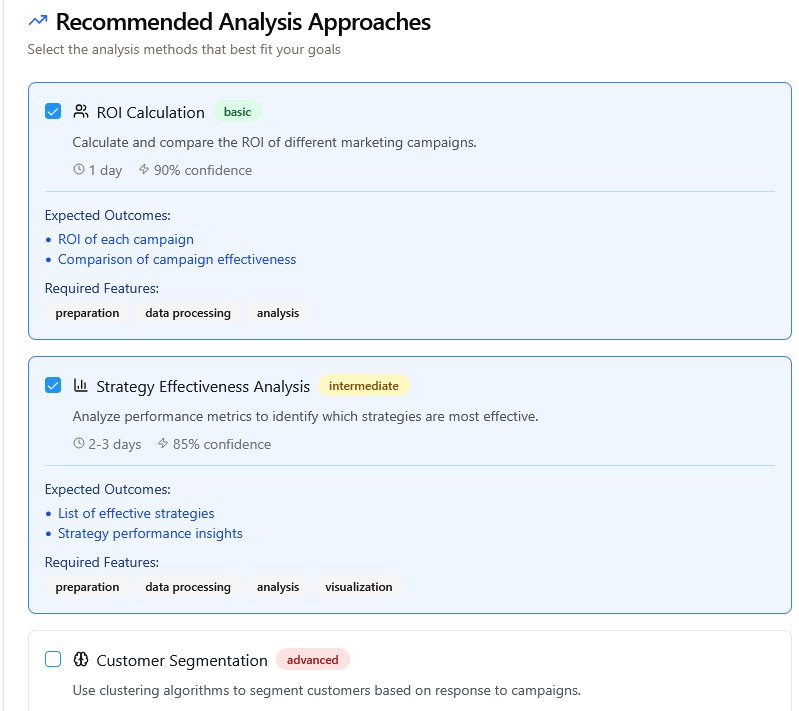 Recommended Analysis Approaches
Select the analysis methods that best fit your goals
ROI Calculation basic
Calculate and compare the ROI of different marketing campaigns.
1 day 90% confidence
Expected Outcomes:
• ROI of each campaign
• Comparison of campaign effectiveness
Required Features:
preparation data processing analysis
Strategy Effectiveness Analysis intermediate
Analyze performance metrics to identify which strategies are most effective.
2-3 days 85% confidence
Expected Outcomes:
• List of effective strategies
• Strategy performance insights
Required Features:
preparation data processing analysis visualization
Customer Segmentation advanced
Use clustering algorithms to segment customers based on response to campaigns.